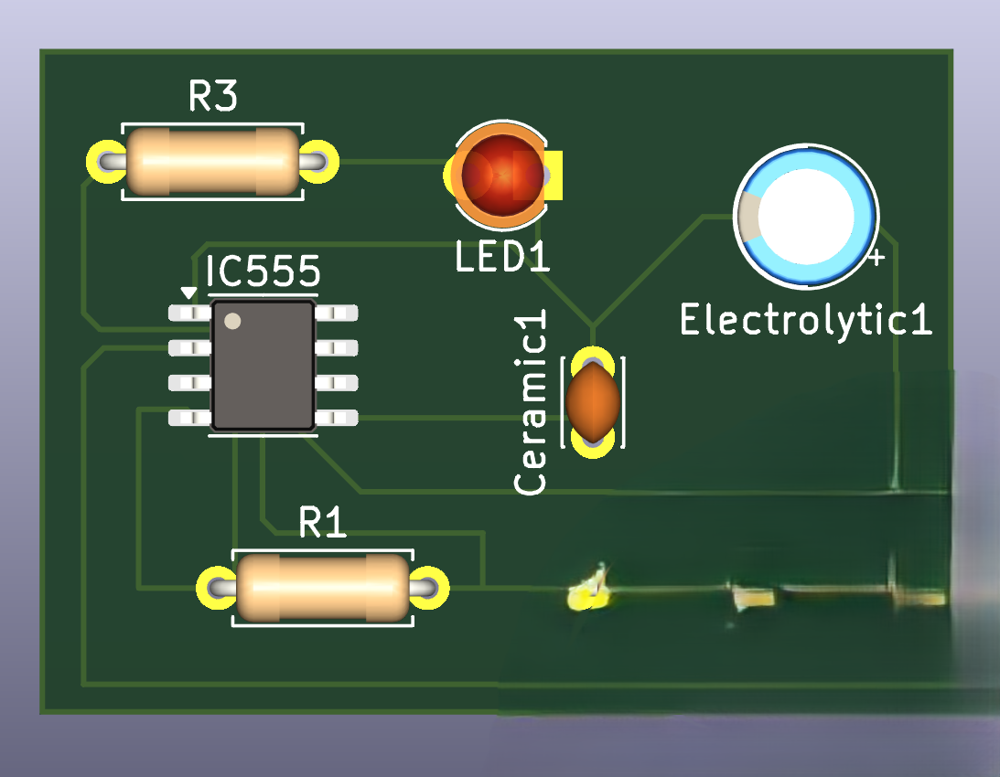 R3
LED1
IC555
Electrolytic1
+
Ceramic1
R1